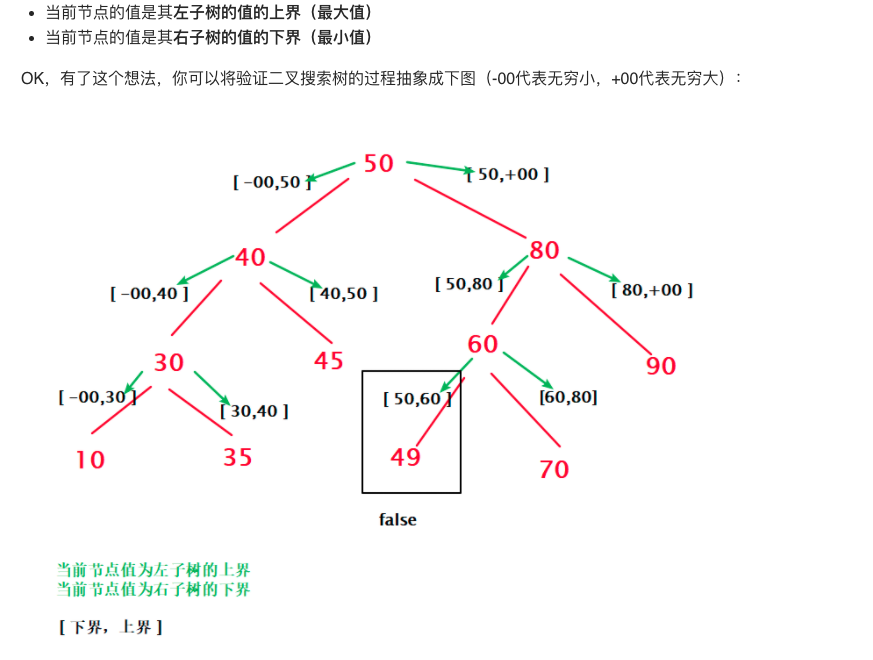 当前节点的值是其左子树的值的上界（最大值）
当前节点的值是其右子树的值的下界（最小值）
OK，有了这个想法，你可以将验证二叉搜索树的过程抽象成下图（-00代表无穷小，+00代表无穷大）：
50
[ -00,50 ]
[ 50,+00 ]
40
80
[ -00,40 ]
[ 40,50 ]
[ 50,80 ]
[ 80,+00 ]
30
45
60
90
[ -00,30 ]
[ 30,40 ]
[ 50,60 ]
[60,80]
10
35
49
70
false
当前节点值为左子树的上界
当前节点值为右子树的下界
[ 下界，上界 ]